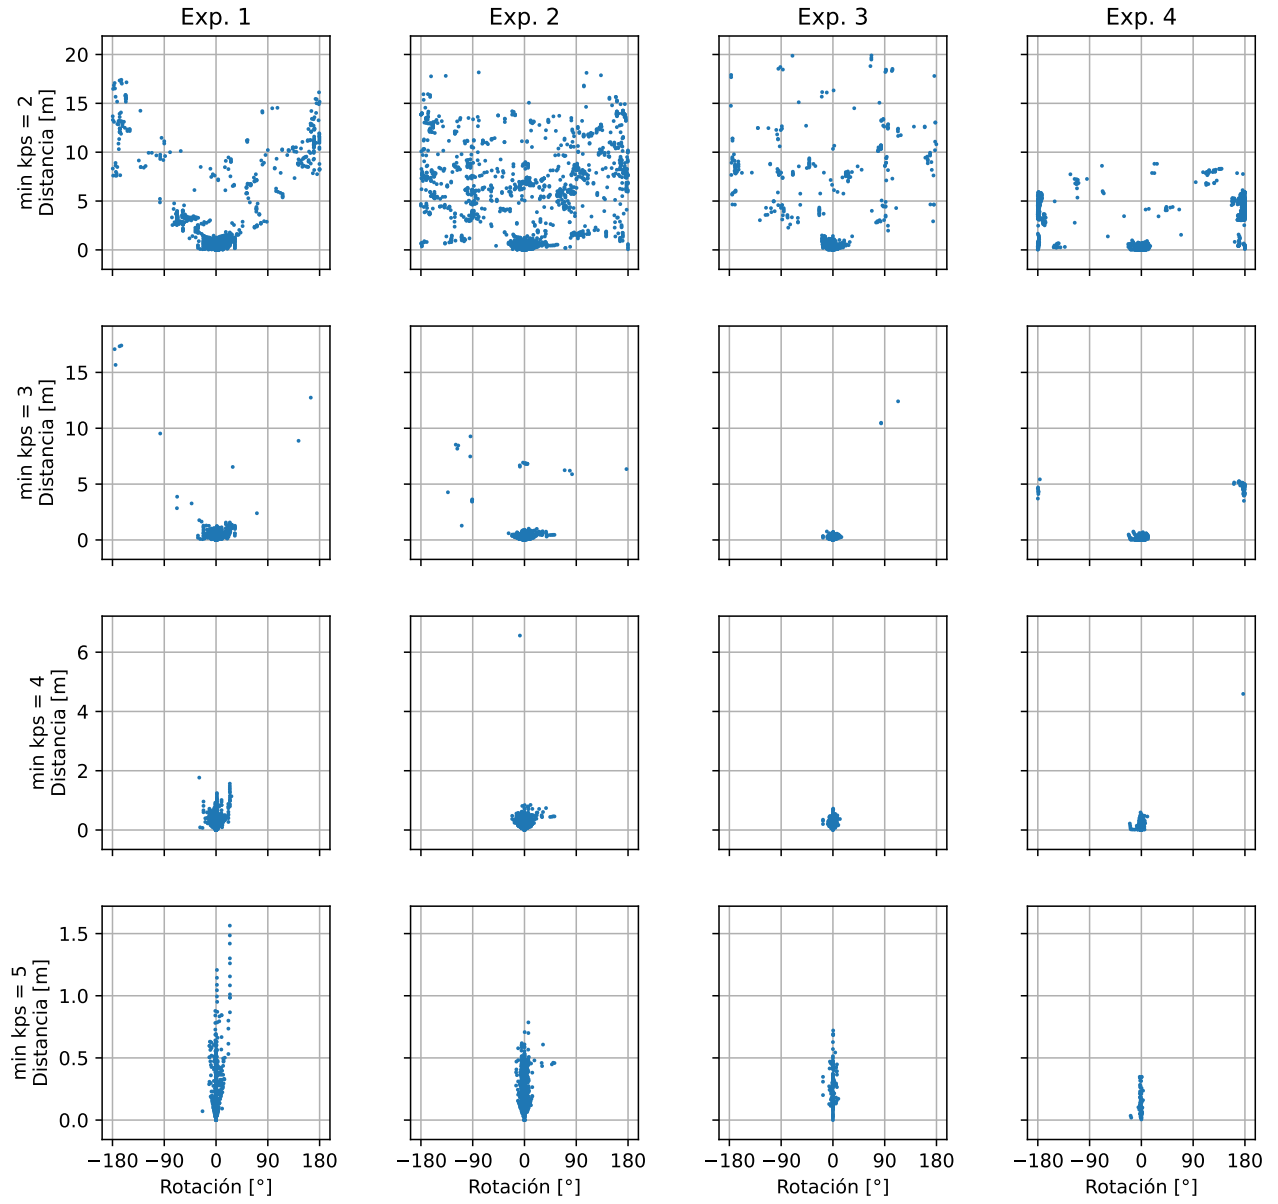 Exp. 1 Exp. 2 Exp. 3 Exp. 4
min kps = 2
Distancia [m]
20
15
10
5
0
min kps = 3
Distancia [m]
15
10
5
0
min kps = 4
Distancia [m]
6
4
2
0
min kps = 5
Distancia [m]
1.5
1.0
0.5
0.0
−180 −90 0 90 180 −180 −90 0 90 180 −180 −90 0 90 180 −180 −90 0 90 180
Rotación [°] Rotación [°] Rotación [°] Rotación [°]